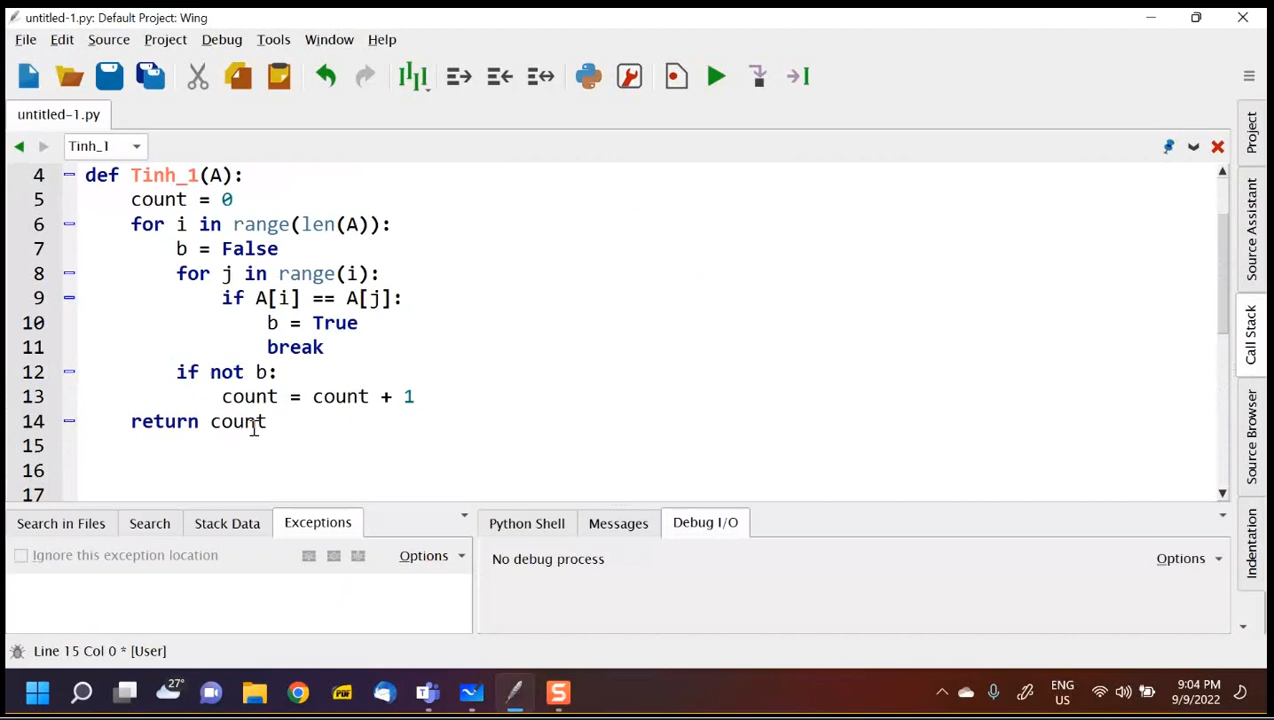 untitled-1.py: Default Project: Wing
File Edit Source Project Debug Tools Window Help
untitled-1.py
Tinh_1
4 def Tinh_1(A):
5 count = 0
6 for i in range(len(A)):
7 b = False
8 for j in range(i):
9 if A[i] == A[j]:
10 b = True
11 break
12 if not b:
13 count = count + 1
14 return count
15
16
17
Project
Source Assistant
Call Stack
Source Browser
Indentation
Search in Files Search Stack Data Exceptions
Python Shell Messages Debug I/O
Ignore this exception location Options
No debug process Options
Line 15 Col 0 * [User]
27°
PDF
S
ENG
US
9:04 PM
9/9/2022